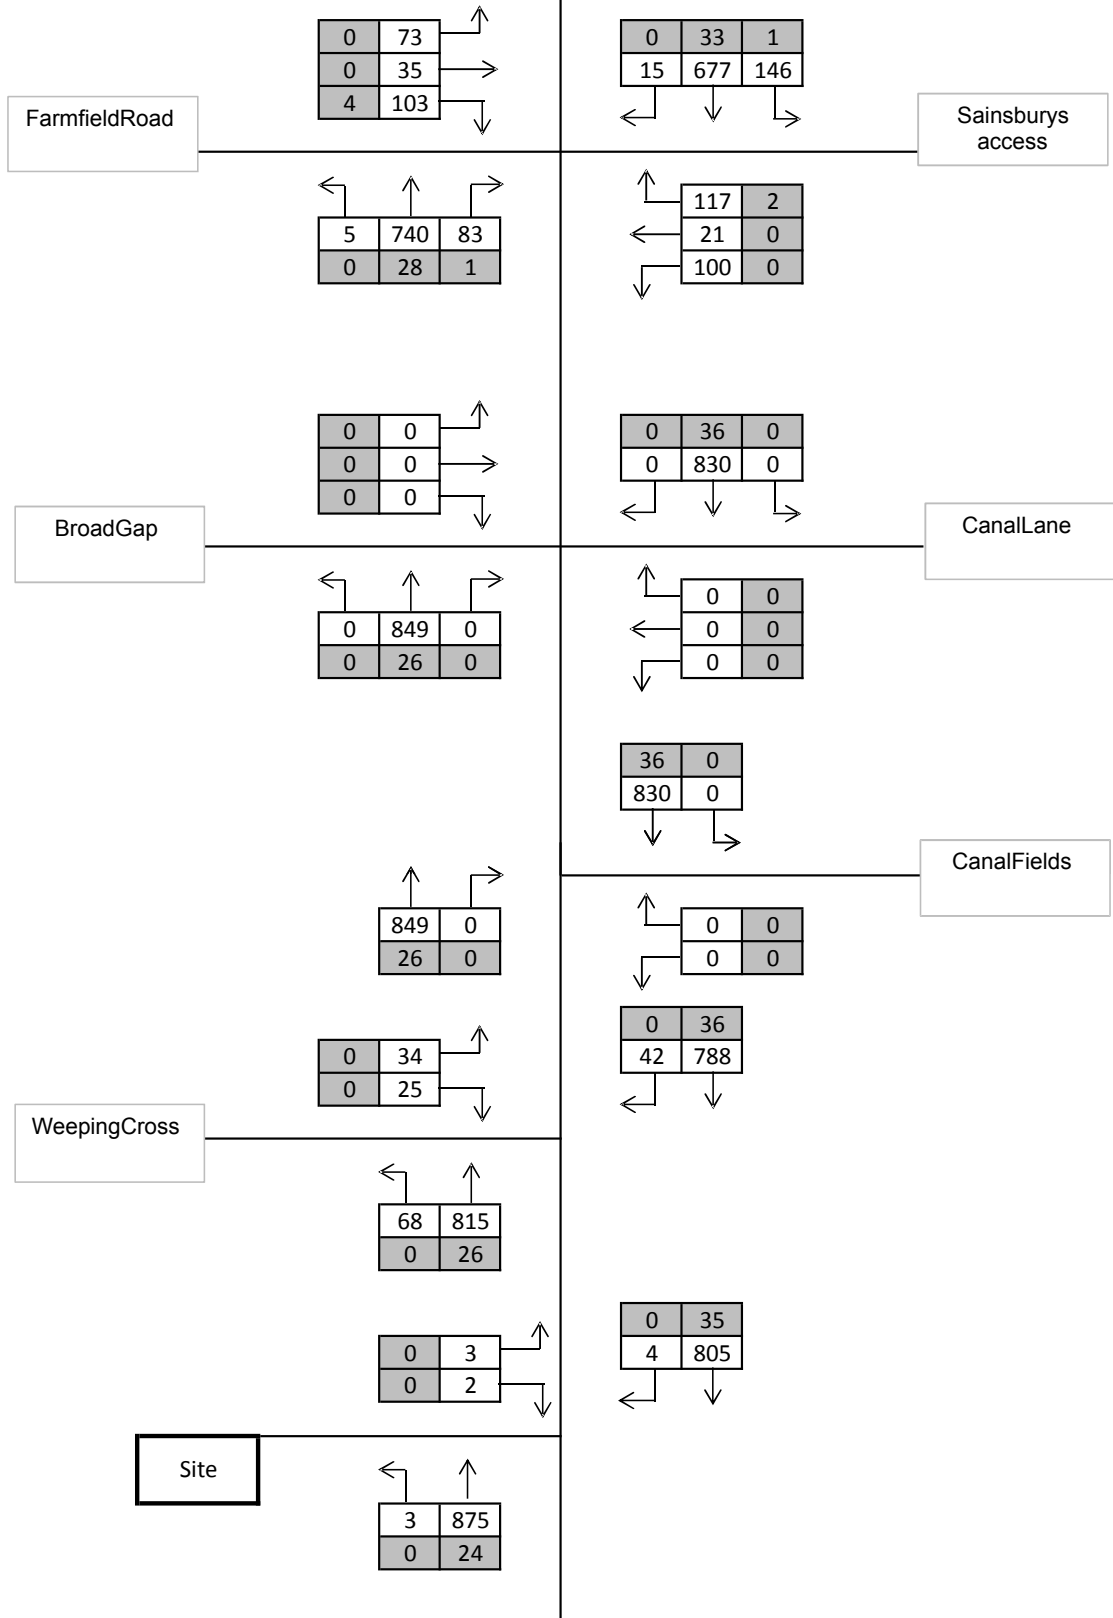 0 73
0 35
4 103
0 33 1
15 677 146
FarmfieldRoad
Sainsburys
access
5 740 83
0 28 1
117 2
21 0
100 0
0 0
0 0
0 0
0 36 0
0 830 0
BroadGap
CanalLane
0 849 0
0 26 0
0 0
0 0
0 0
36 0
830 0
CanalFields
849 0
26 0
0 0
0 0
0 36
42 788
0 34
0 25
WeepingCross
68 815
0 26
0 35
4 805
0 3
0 2
Site
3 875
0 24